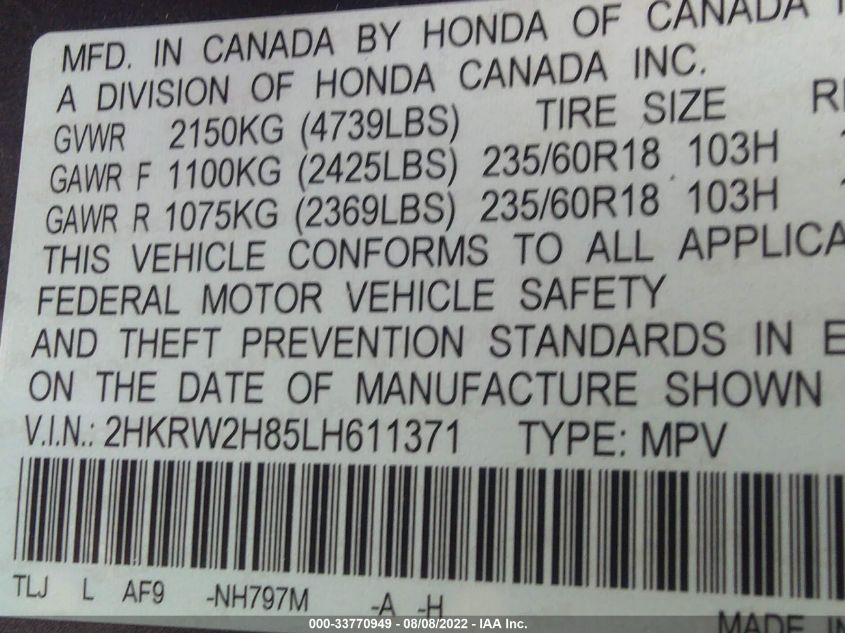 MFD. IN CANADA BY HONDA OF CANADA
A DIVISION OF HONDA CANADA INC.
TIRE SIZE
GVWR 2150KG (4739LBS)
GAWR F 1100KG (2425LBS) 235/60R18 103H
GAWR R 1075KG (2369LBS) 235/60R18 103H
THIS VEHICLE CONFORMS TO ALL APPLICA
FEDERAL MOTOR VEHICLE SAFETY
AND THEFT PREVENTION STANDARDS IN E
ON THE DATE OF MANUFACTURE SHOWN
V.I.N.: 2HKRW2H85LH611371 TYPE: MPV
TLJ L AF9 -NH797M -A -H
MADE IN
000-33770949 - 08/08/2022 - IAA Inc.